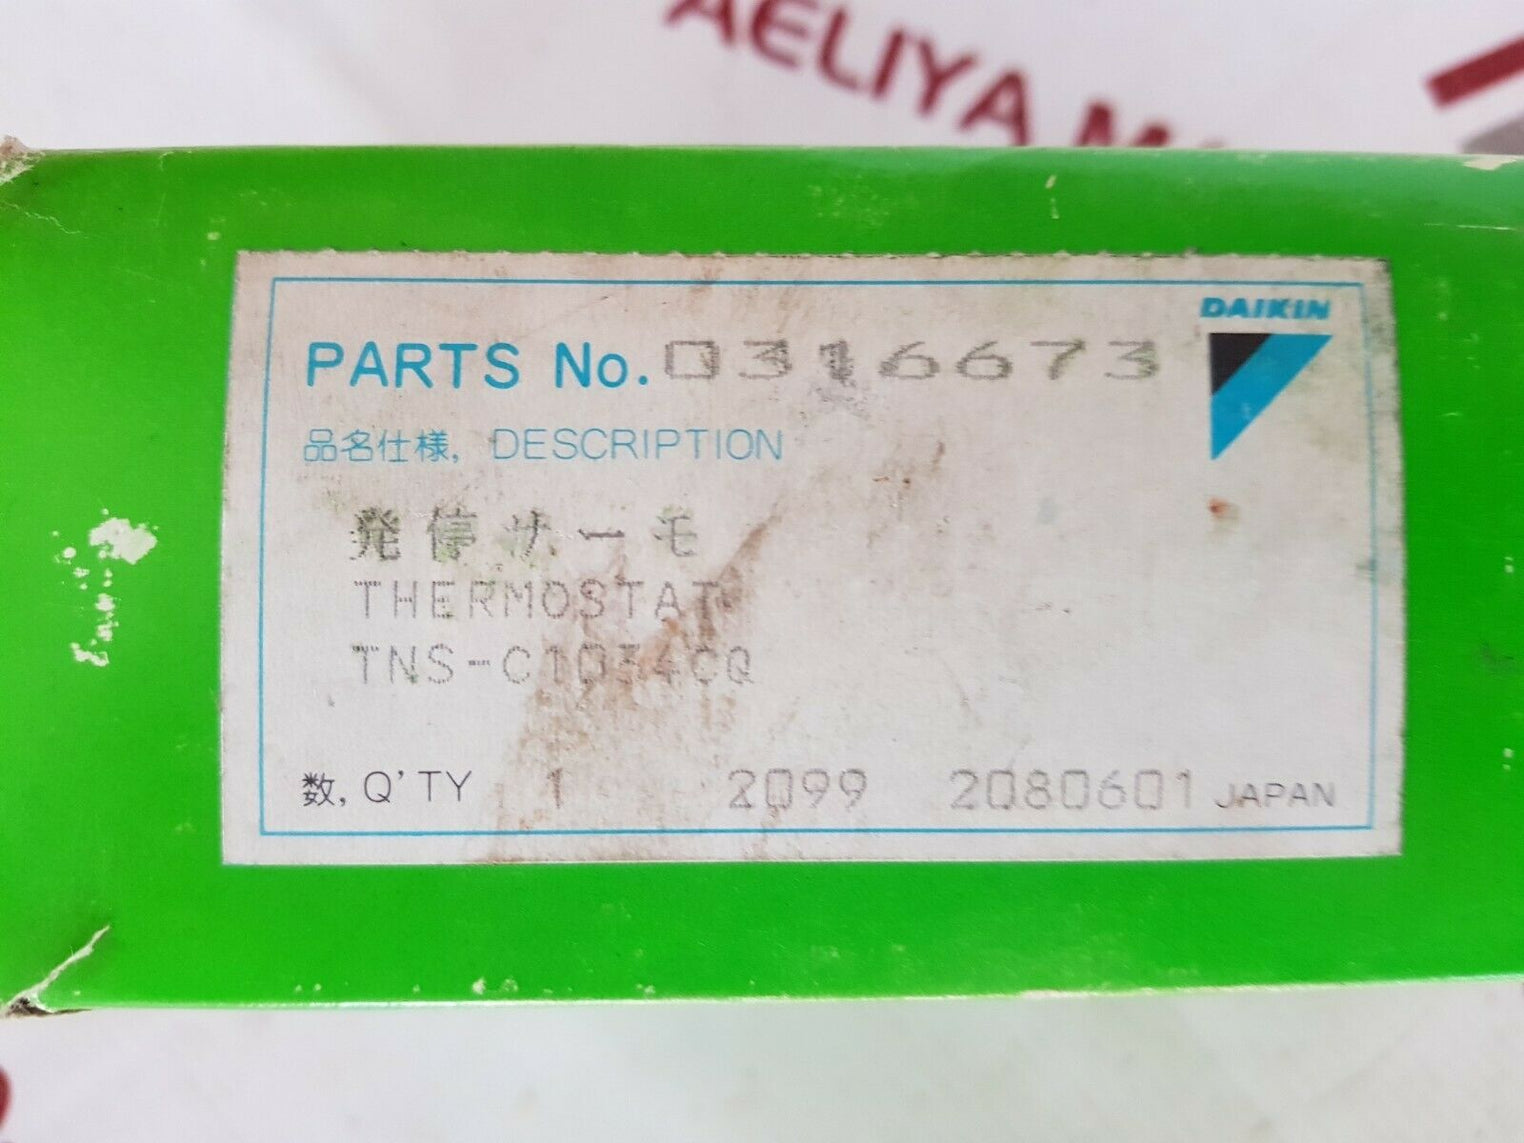 AELIYA M
DAIKIN
PARTS No. 0316673
品名仕様, DESCRIPTION
発停サーモ
THERMOSTAT
TNS-C1034CQ
数, Q'TY 1 2099 2080601 JAPAN